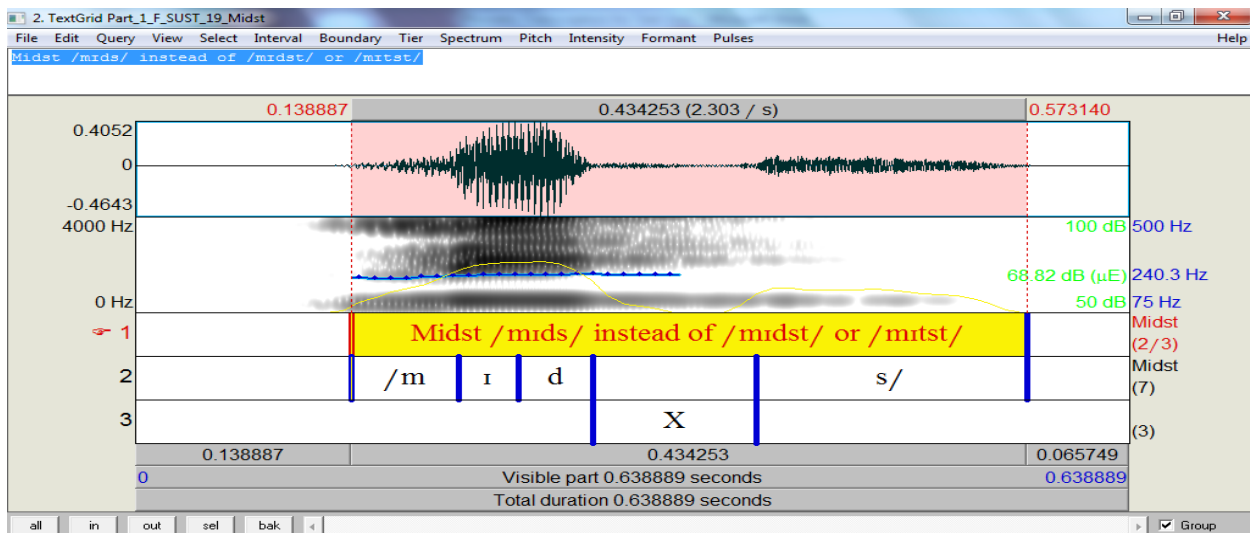 2. TextGrid Part_1_F_SUST_19_Midst
File Edit Query View Select Interval Boundary Tier Spectrum Pitch Intensity Formant Pulses Help
Midst /mɪds/ instead of /mɪdst/ or /mɪtst/
0.138887 0.434253 (2.303 / s) 0.573140
0.4052
0
-0.4643
4000 Hz 100 dB 500 Hz
68.82 dB (µE) 240.3 Hz
0 Hz 50 dB 75 Hz
1 Midst /mɪds/ instead of /mɪdst/ or /mɪtst/ Midst (2/3)
2 /m ɪ d s/ Midst (7)
3 X (3)
0.138887 0.434253 0.065749
0 Visible part 0.638889 seconds 0.638889
Total duration 0.638889 seconds
all in out sel bak Group